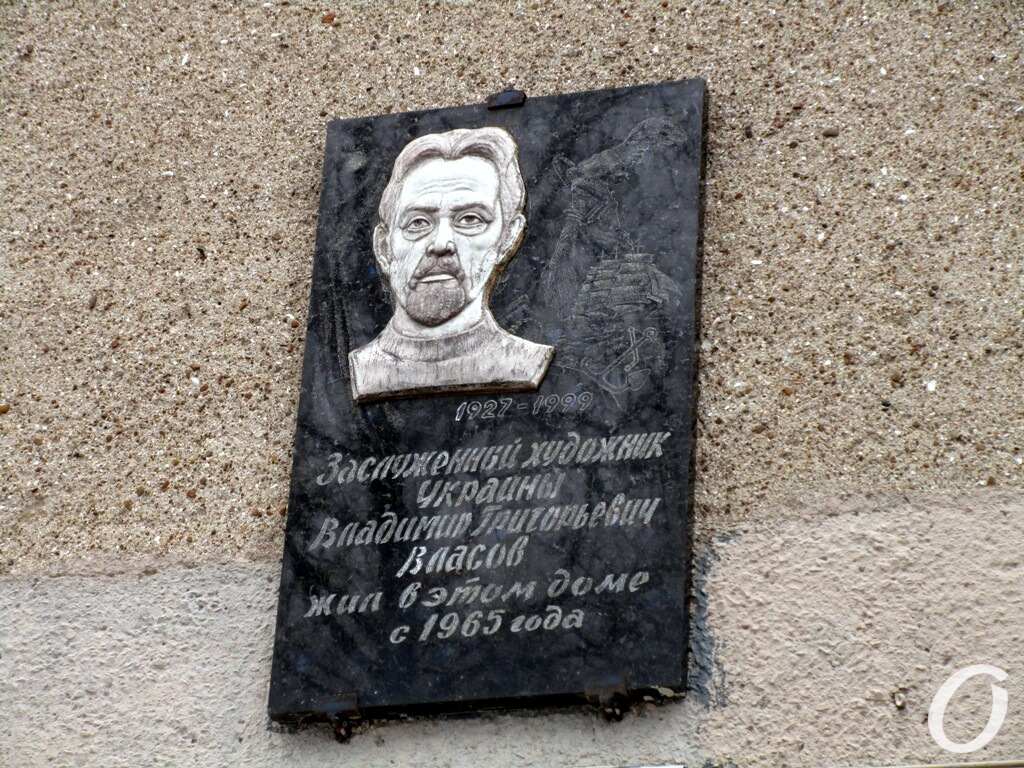 1927-1999
Заслуженный художник
Украины
Владимир Григорьевич
Власов
жил в этом доме
с 1965 года